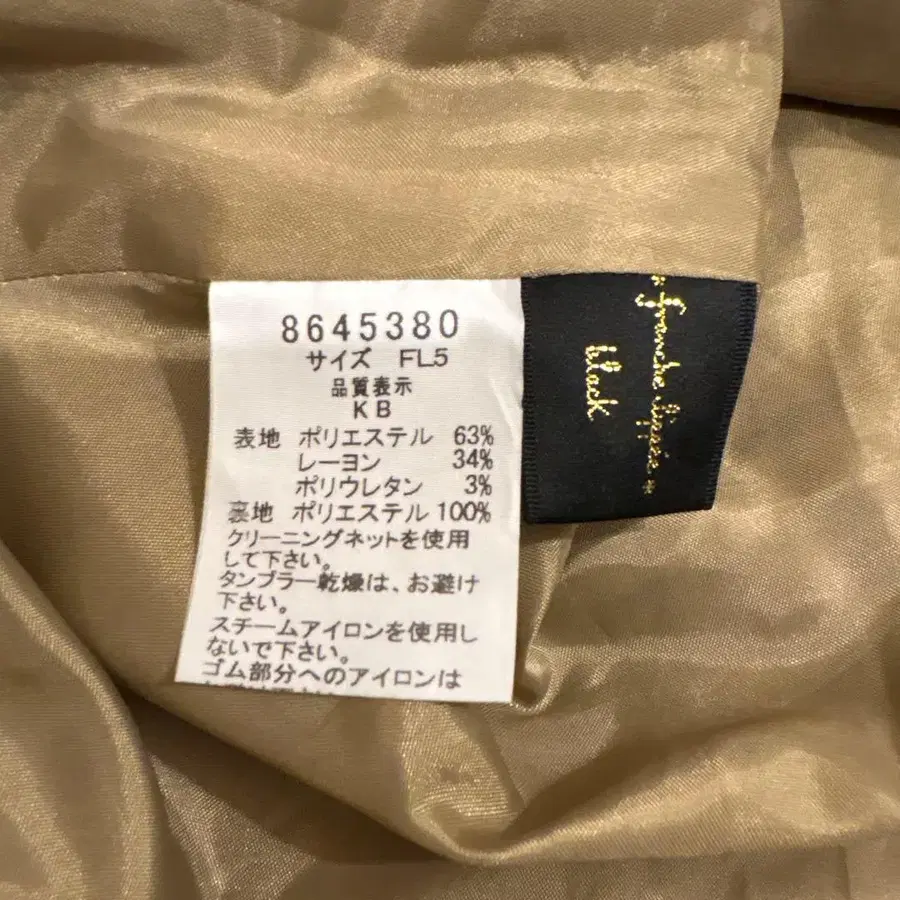 8645380
サイズ FL5
品質表示
KB
表地 ポリエステル 63%
レーヨン 34%
ポリウレタン 3%
裏地 ポリエステル 100%
クリーニングネットを使用
して下さい。
タンブラー乾燥は、お避け
下さい。
スチームアイロンを使用し
ないで下さい。
ゴム部分へのアイロンは
*franche lippée*
black